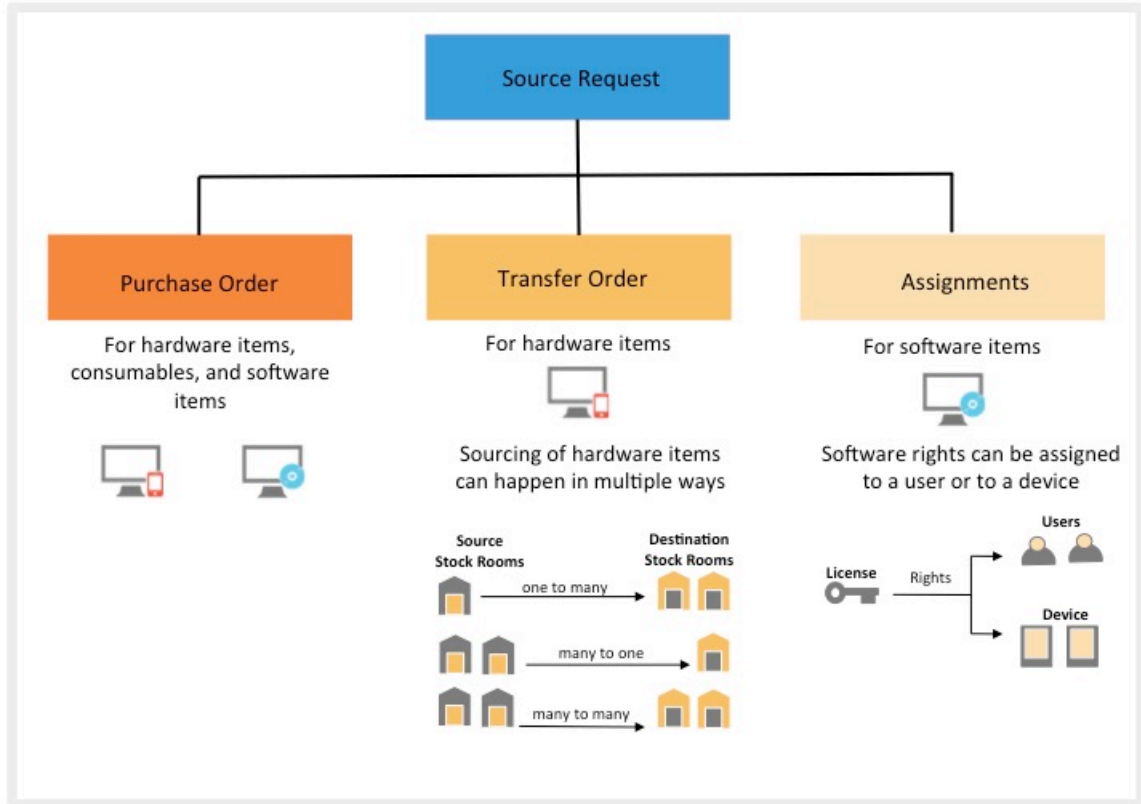 Source Request
Purchase Order
For hardware items,
consumables, and software
items
Transfer Order
For hardware items
Sourcing of hardware items
can happen in multiple ways
Source
Stock Rooms
Destination
Stock Rooms
one to many
many to one
many to many
Assignments
For software items
Software rights can be assigned
to a user or to a device
Users
License
Rights
Device